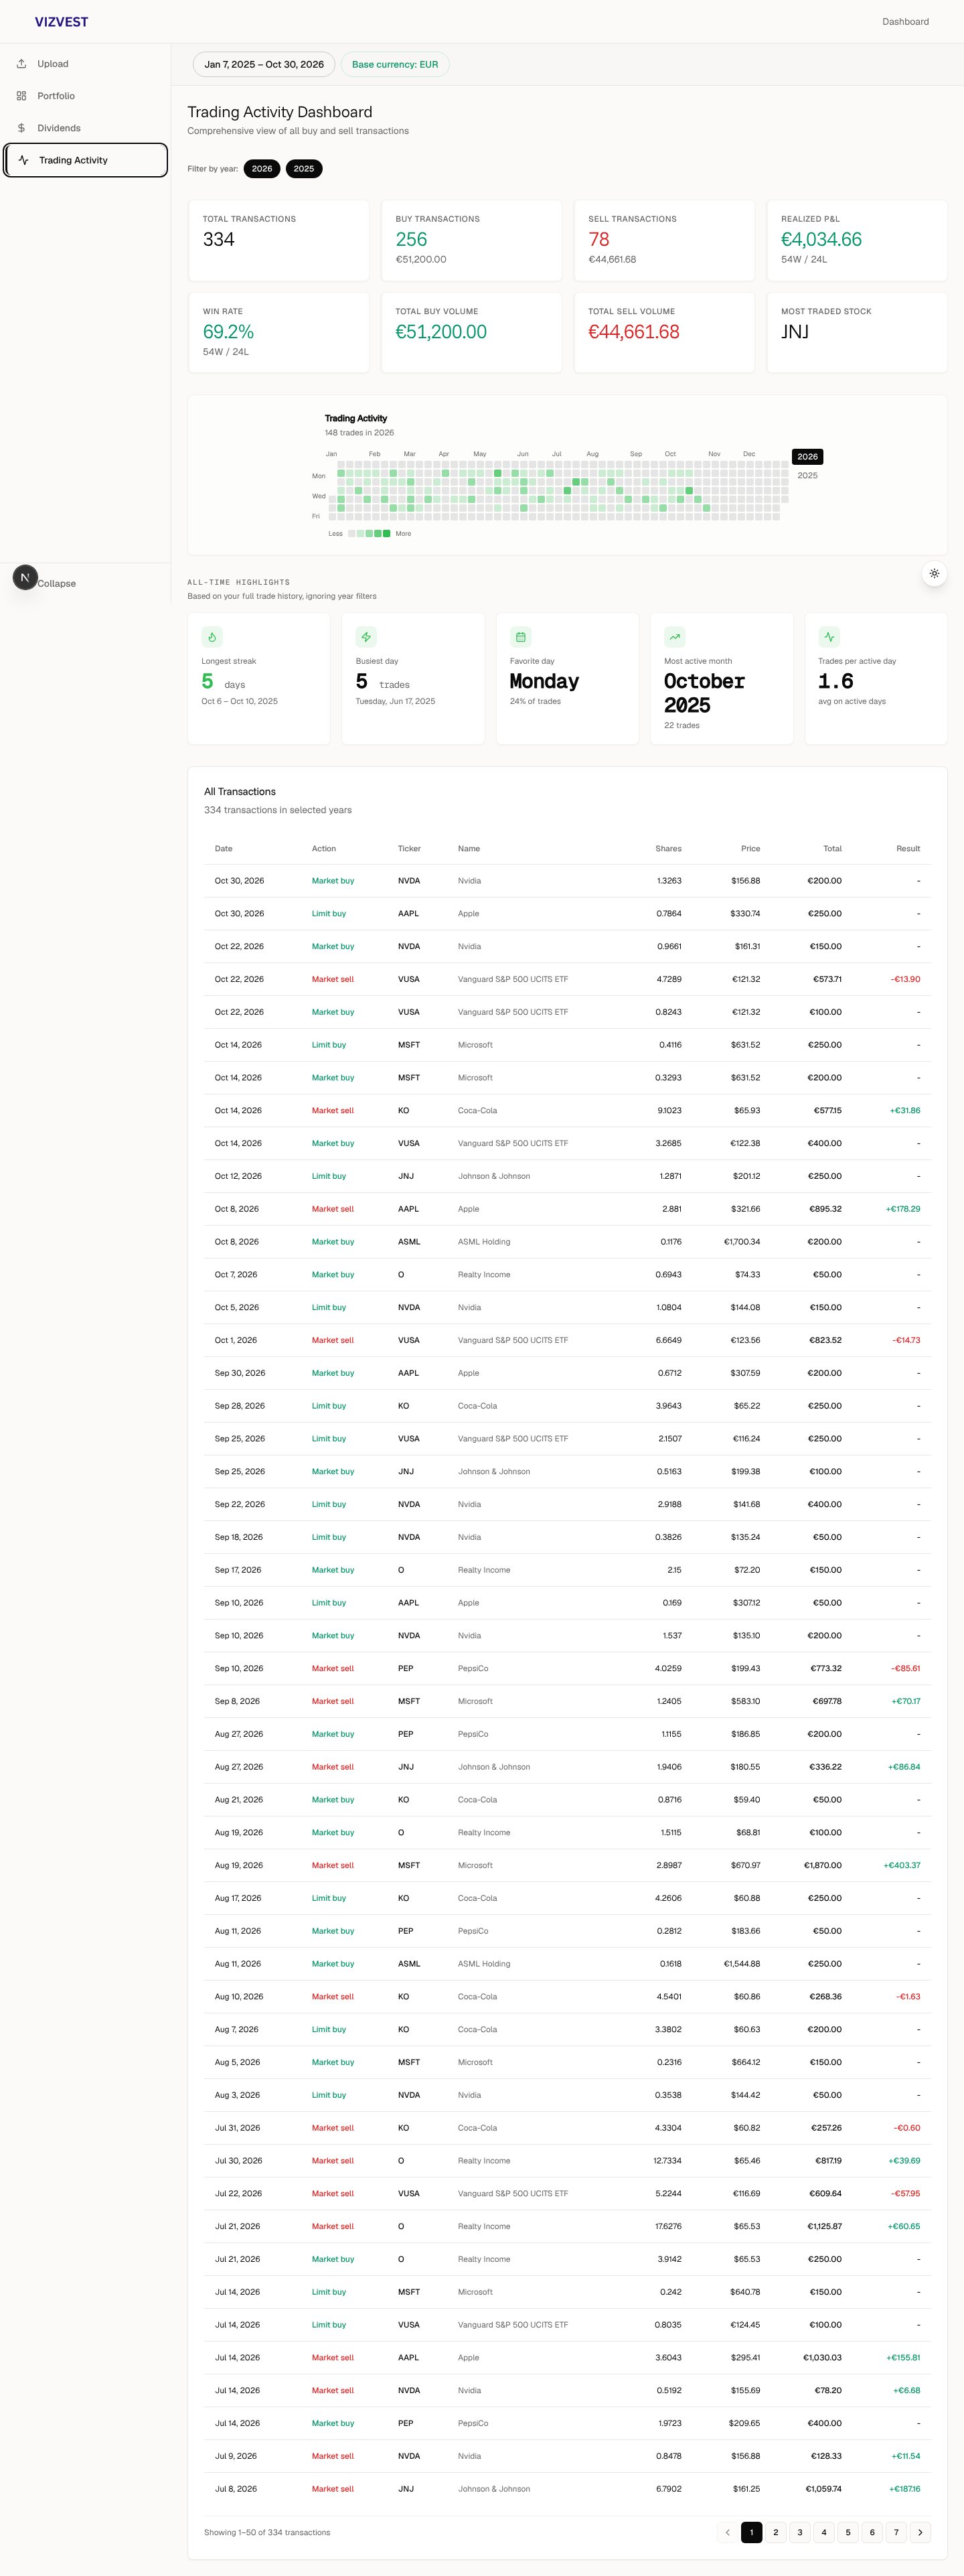 VIZVEST
Dashboard
Upload
Portfolio
Dividends
Trading Activity
Collapse
Jan 7, 2025 – Oct 30, 2026
Base currency: EUR
Trading Activity Dashboard
Comprehensive view of all buy and sell transactions
Filter by year: 2026 2025
TOTAL TRANSACTIONS
334
BUY TRANSACTIONS
256
€51,200.00
SELL TRANSACTIONS
78
€44,661.68
REALIZED P&L
€4,034.66
54W / 24L
WIN RATE
69.2%
54W / 24L
TOTAL BUY VOLUME
€51,200.00
TOTAL SELL VOLUME
€44,661.68
MOST TRADED STOCK
JNJ
Trading Activity
148 trades in 2026
Jan Feb Mar Apr May Jun Jul Aug Sep Oct Nov Dec
2026
2025
Mon
Wed
Fri
Less More
ALL-TIME HIGHLIGHTS
Based on your full trade history, ignoring year filters
Longest streak
5 days
Oct 6 – Oct 10, 2025
Busiest day
5 trades
Tuesday, Jun 17, 2025
Favorite day
Monday
24% of trades
Most active month
October
2025
22 trades
Trades per active day
1.6
avg on active days
All Transactions
334 transactions in selected years
Date Action Ticker Name Shares Price Total Result
Oct 30, 2026 Market buy NVDA Nvidia 1.3263 $156.88 €200.00 -
Oct 30, 2026 Limit buy AAPL Apple 0.7864 $330.74 €250.00 -
Oct 22, 2026 Market buy NVDA Nvidia 0.9661 $161.31 €150.00 -
Oct 22, 2026 Market sell VUSA Vanguard S&P 500 UCITS ETF 4.7289 €121.32 €573.71 -€13.90
Oct 22, 2026 Market buy VUSA Vanguard S&P 500 UCITS ETF 0.8243 €121.32 €100.00 -
Oct 14, 2026 Limit buy MSFT Microsoft 0.4116 $631.52 €250.00 -
Oct 14, 2026 Market buy MSFT Microsoft 0.3293 $631.52 €200.00 -
Oct 14, 2026 Market sell KO Coca-Cola 9.1023 $65.93 €577.15 +€31.86
Oct 14, 2026 Market buy VUSA Vanguard S&P 500 UCITS ETF 3.2685 €122.38 €400.00 -
Oct 12, 2026 Limit buy JNJ Johnson & Johnson 1.2871 $201.12 €250.00 -
Oct 8, 2026 Market sell AAPL Apple 2.881 $321.66 €895.32 +€178.29
Oct 8, 2026 Market buy ASML ASML Holding 0.1176 €1,700.34 €200.00 -
Oct 7, 2026 Market buy O Realty Income 0.6943 $74.33 €50.00 -
Oct 5, 2026 Limit buy NVDA Nvidia 1.0804 $144.08 €150.00 -
Oct 1, 2026 Market sell VUSA Vanguard S&P 500 UCITS ETF 6.6649 €123.56 €823.52 -€14.73
Sep 30, 2026 Market buy AAPL Apple 0.6712 $307.59 €200.00 -
Sep 28, 2026 Limit buy KO Coca-Cola 3.9643 $65.22 €250.00 -
Sep 25, 2026 Limit buy VUSA Vanguard S&P 500 UCITS ETF 2.1507 €116.24 €250.00 -
Sep 25, 2026 Market buy JNJ Johnson & Johnson 0.5163 $199.38 €100.00 -
Sep 22, 2026 Limit buy NVDA Nvidia 2.9188 $141.68 €400.00 -
Sep 18, 2026 Limit buy NVDA Nvidia 0.3826 $135.24 €50.00 -
Sep 17, 2026 Market buy O Realty Income 2.15 $72.20 €150.00 -
Sep 10, 2026 Limit buy AAPL Apple 0.169 $307.12 €50.00 -
Sep 10, 2026 Market buy NVDA Nvidia 1.537 $135.10 €200.00 -
Sep 10, 2026 Market sell PEP PepsiCo 4.0259 $199.43 €773.32 -€85.61
Sep 8, 2026 Market sell MSFT Microsoft 1.2405 $583.10 €697.78 +€70.17
Aug 27, 2026 Market buy PEP PepsiCo 1.1155 $186.85 €200.00 -
Aug 27, 2026 Market sell JNJ Johnson & Johnson 1.9406 $180.55 €336.22 +€86.84
Aug 21, 2026 Market buy KO Coca-Cola 0.8716 $59.40 €50.00 -
Aug 19, 2026 Market buy O Realty Income 1.5115 $68.81 €100.00 -
Aug 19, 2026 Market sell MSFT Microsoft 2.8987 $670.97 €1,870.00 +€403.37
Aug 17, 2026 Limit buy KO Coca-Cola 4.2606 $60.88 €250.00 -
Aug 11, 2026 Market buy PEP PepsiCo 0.2812 $183.66 €50.00 -
Aug 11, 2026 Market buy ASML ASML Holding 0.1618 €1,544.88 €250.00 -
Aug 10, 2026 Market sell KO Coca-Cola 4.5401 $60.86 €268.36 -€1.63
Aug 7, 2026 Limit buy KO Coca-Cola 3.3802 $60.63 €200.00 -
Aug 5, 2026 Market buy MSFT Microsoft 0.2316 $664.12 €150.00 -
Aug 3, 2026 Limit buy NVDA Nvidia 0.3538 $144.42 €50.00 -
Jul 31, 2026 Market sell KO Coca-Cola 4.3304 $60.82 €257.26 -€0.60
Jul 30, 2026 Market sell O Realty Income 12.7334 $65.46 €817.19 +€39.69
Jul 22, 2026 Market sell VUSA Vanguard S&P 500 UCITS ETF 5.2244 €116.69 €609.64 -€57.95
Jul 21, 2026 Market sell O Realty Income 17.6276 $65.53 €1,125.87 +€60.65
Jul 21, 2026 Market buy O Realty Income 3.9142 $65.53 €250.00 -
Jul 14, 2026 Limit buy MSFT Microsoft 0.242 $640.78 €150.00 -
Jul 14, 2026 Limit buy VUSA Vanguard S&P 500 UCITS ETF 0.8035 €124.45 €100.00 -
Jul 14, 2026 Market sell AAPL Apple 3.6043 $295.41 €1,030.03 +€155.81
Jul 14, 2026 Market sell NVDA Nvidia 0.5192 $155.69 €78.20 +€6.68
Jul 14, 2026 Market buy PEP PepsiCo 1.9723 $209.65 €400.00 -
Jul 9, 2026 Market sell NVDA Nvidia 0.8478 $156.88 €128.33 +€11.54
Jul 8, 2026 Market sell JNJ Johnson & Johnson 6.7902 $161.25 €1,059.74 +€187.16
Showing 1–50 of 334 transactions
1 2 3 4 5 6 7